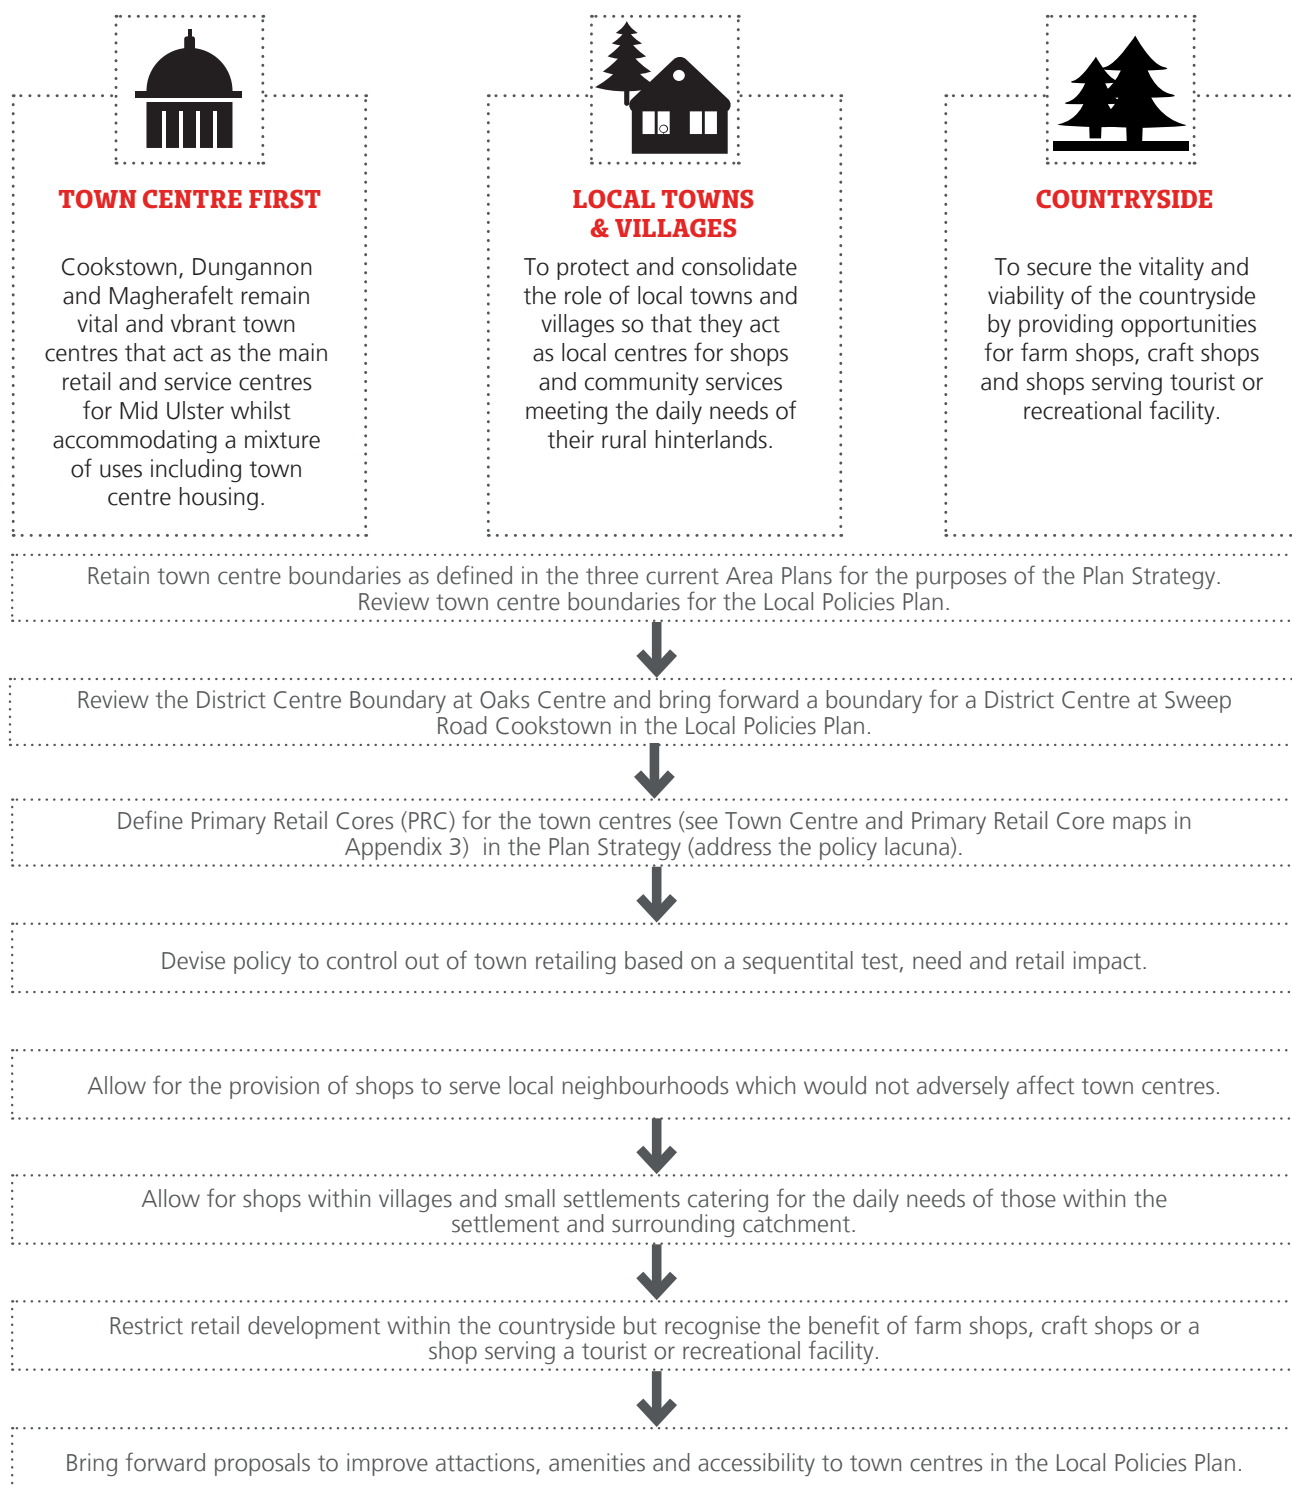 TOWN CENTRE FIRST
Cookstown, Dungannon
and Magherafelt remain
vital and vbrant town
centres that act as the main
retail and service centres
for Mid Ulster whilst
accommodating a mixture
of uses including town
centre housing.
LOCAL TOWNS
& VILLAGES
To protect and consolidate
the role of local towns and
villages so that they act
as local centres for shops
and community services
meeting the daily needs of
their rural hinterlands.
COUNTRYSIDE
To secure the vitality and
viability of the countryside
by providing opportunities
for farm shops, craft shops
and shops serving tourist or
recreational facility.
Retain town centre boundaries as defined in the three current Area Plans for the purposes of the Plan Strategy.
Review town centre boundaries for the Local Policies Plan.
Review the District Centre Boundary at Oaks Centre and bring forward a boundary for a District Centre at Sweep
Road Cookstown in the Local Policies Plan.
Define Primary Retail Cores (PRC) for the town centres (see Town Centre and Primary Retail Core maps in
Appendix 3)  in the Plan Strategy (address the policy lacuna).
Devise policy to control out of town retailing based on a sequentital test, need and retail impact.
Allow for the provision of shops to serve local neighbourhoods which would not adversely affect town centres.
Allow for shops within villages and small settlements catering for the daily needs of those within the
settlement and surrounding catchment.
Restrict retail development within the countryside but recognise the benefit of farm shops, craft shops or a
shop serving a tourist or recreational facility.
Bring forward proposals to improve attactions, amenities and accessibility to town centres in the Local Policies Plan.